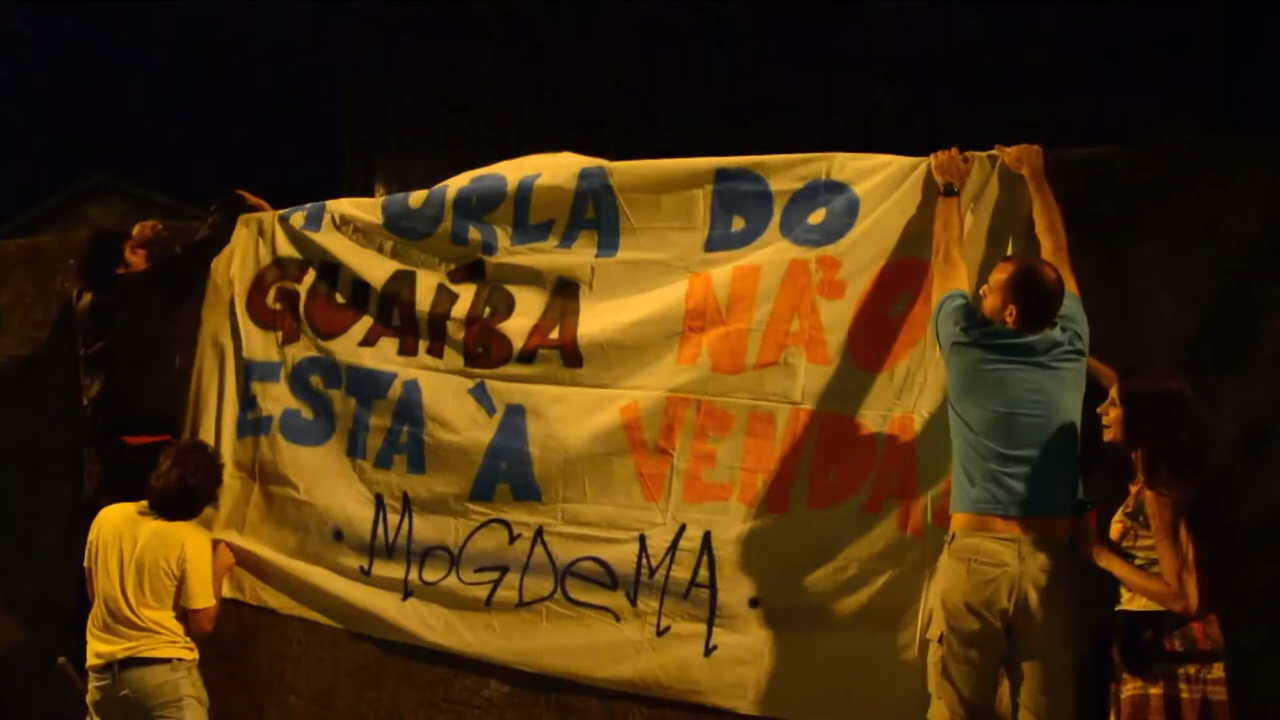 A ORLA DO
GUAÍBA NÃO
ESTÁ À VENDA!
. MOGDeMA .